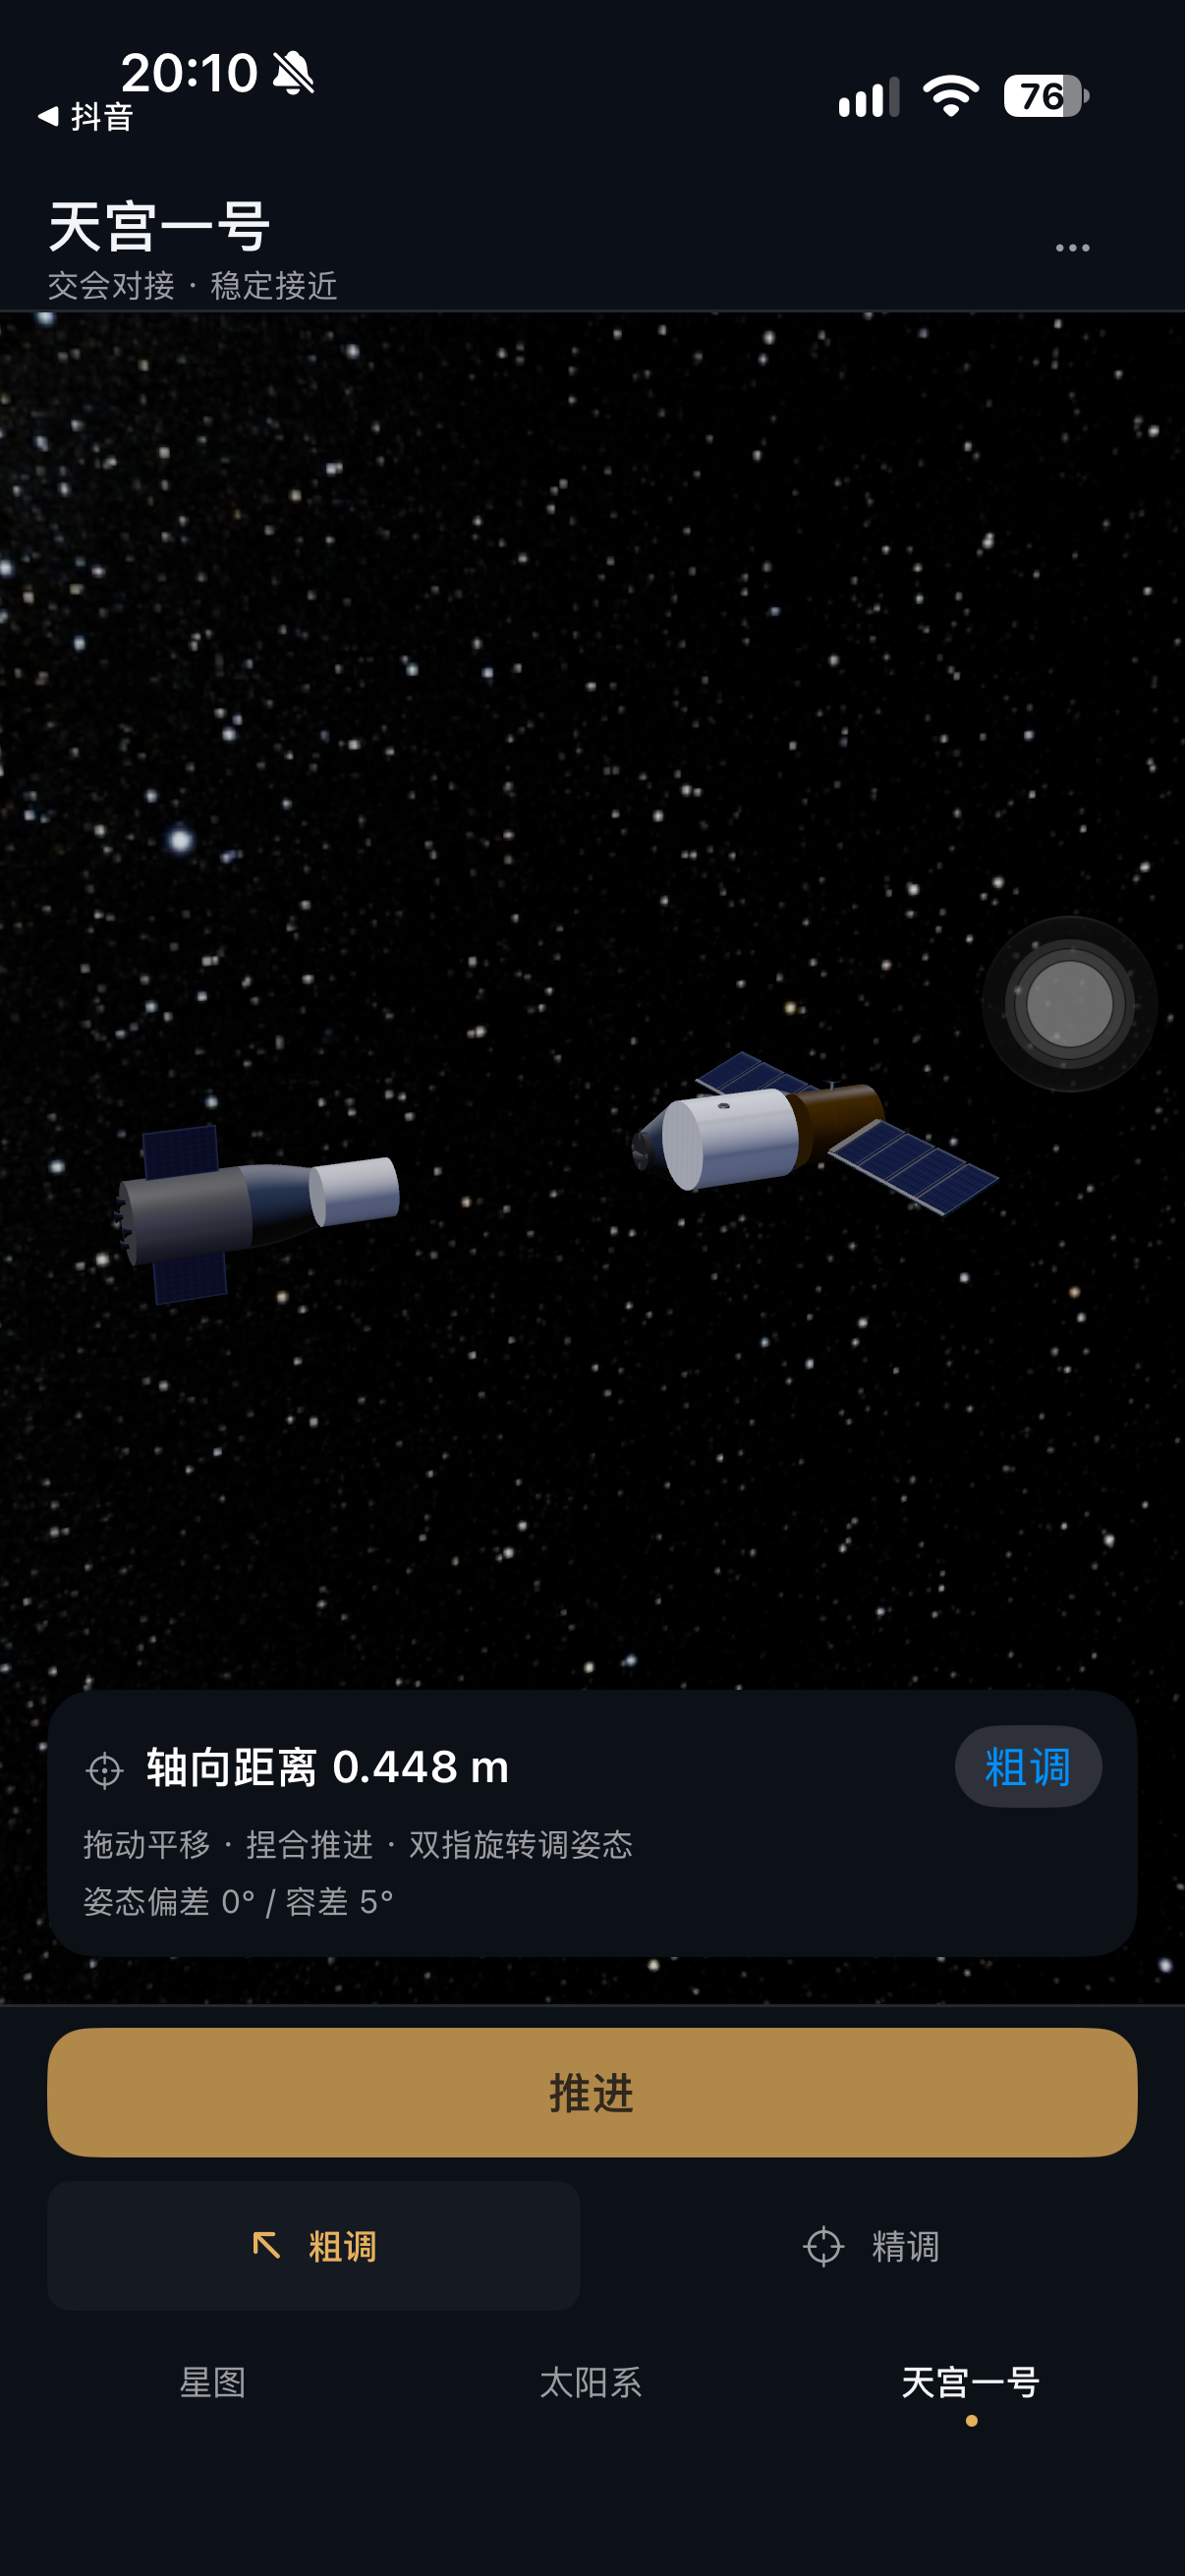 20:10
76
抖音
天宫一号
交会对接 · 稳定接近
轴向距离 0.448 m
粗调
拖动平移 · 捏合推进 · 双指旋转调姿态
姿态偏差 0° / 容差 5°
推进
粗调
精调
星图
太阳系
天宫一号